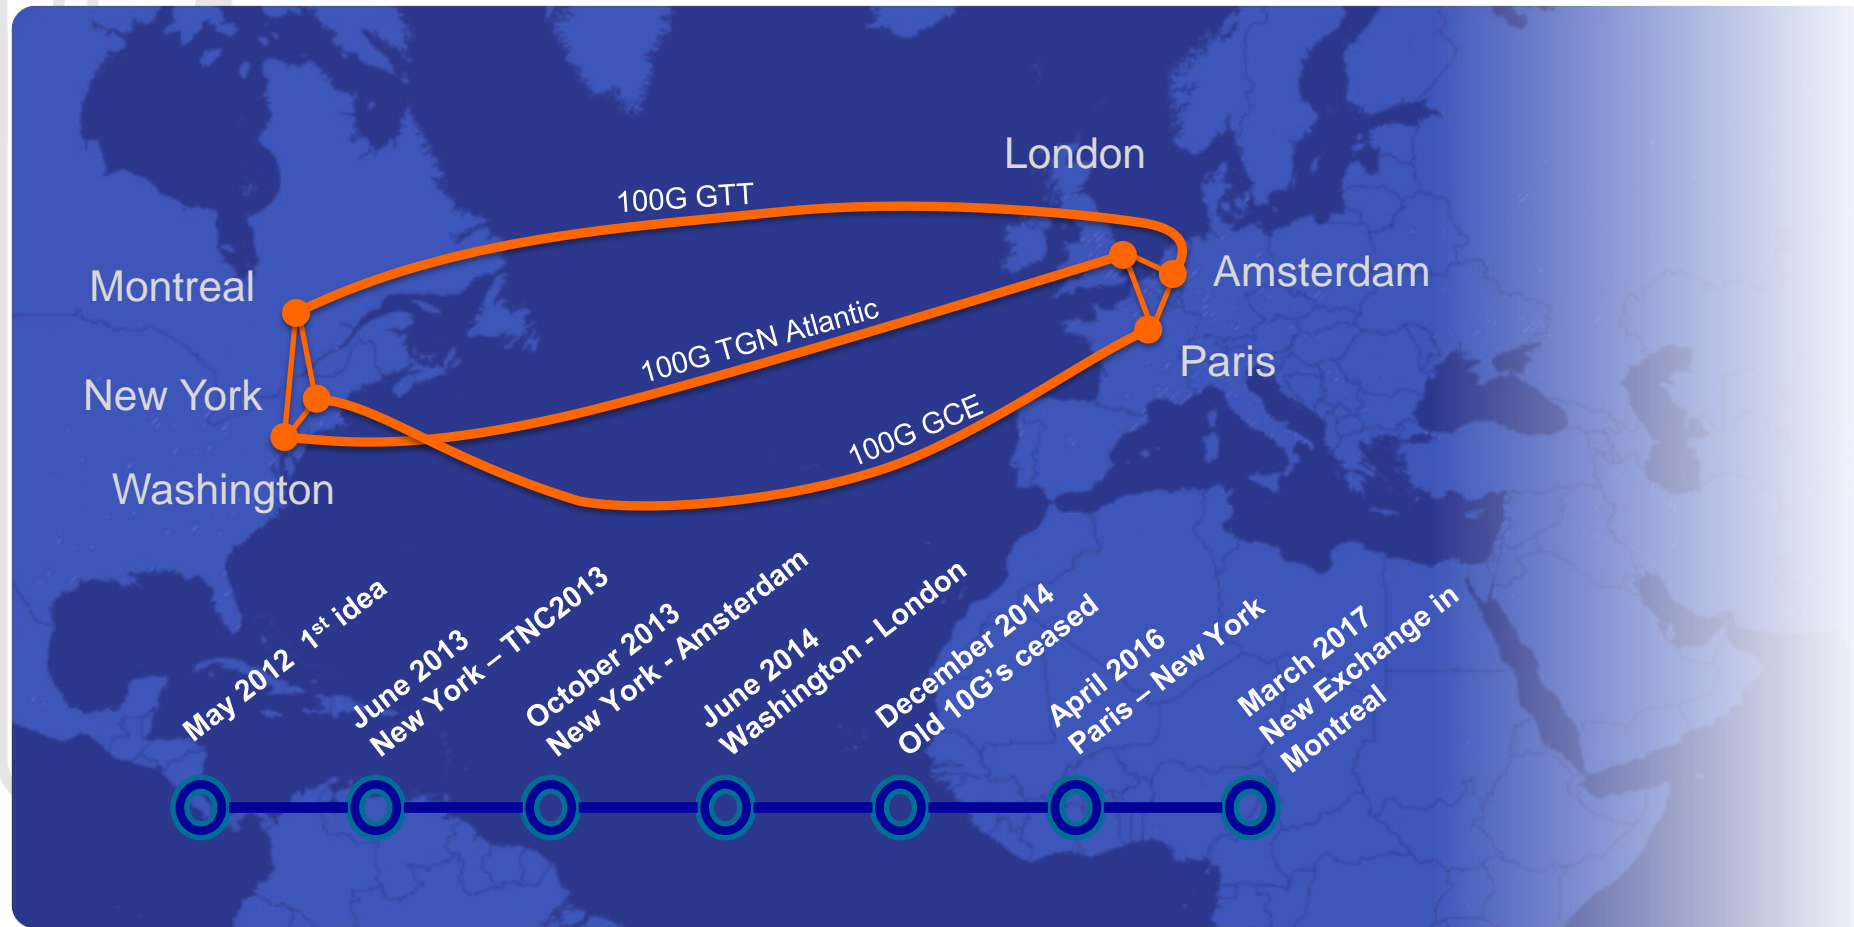 London
100G GTT
Montreal
Amsterdam
100G TGN Atlantic
Paris
New York
100G GCE
Washington
May 2012  1st idea
June 2013
New York – TNC2013
October 2013
New York - Amsterdam
June 2014
Washington - London
December 2014
Old 10G’s ceased
April 2016
Paris – New York
March 2017
New Exchange in
Montreal